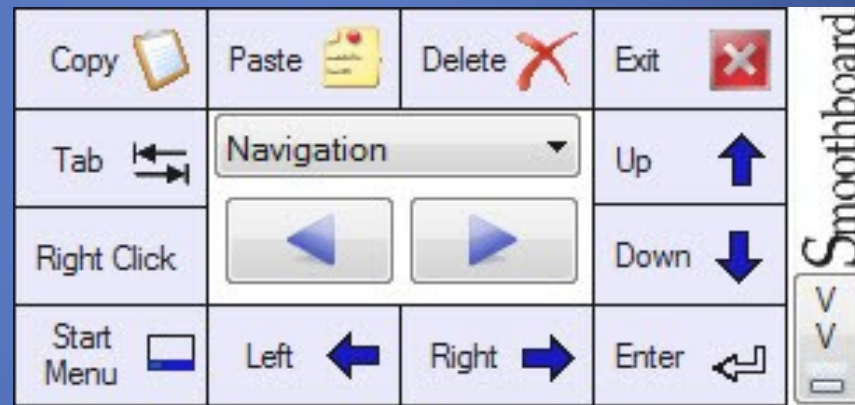 Copy
Paste
Delete
Exit
Tab
Navigation
Up
Right Click
Down
Start
Menu
Left
Right
Enter
Smoothboard
V
V